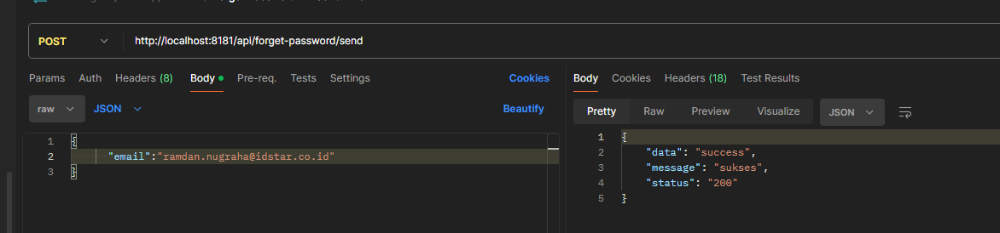 POST
http://localhost:8181/api/forget-password/send
Params Auth Headers (8) Body Pre-req. Tests Settings Cookies
raw JSON Beautify
1 {
2 "email":"ramdan.nugraha@idstar.co.id"
3 }
Body Cookies Headers (18) Test Results
Pretty Raw Preview Visualize JSON
1 {
2 "data": "success",
3 "message": "sukses",
4 "status": "200"
5 }